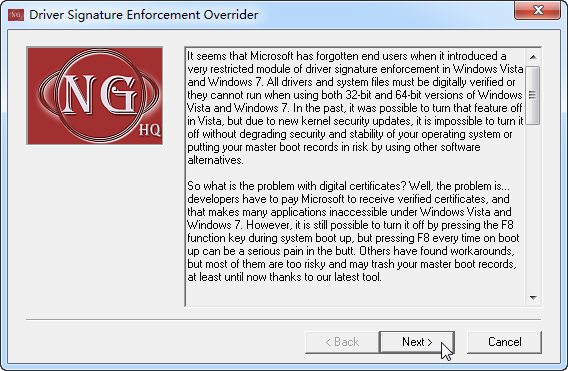 NG Driver Signature Enforcement Overrider
NG
HQ
It seems that Microsoft has forgotten end users when it introduced a
very restricted module of driver signature enforcement in Windows Vista
and Windows 7. All drivers and system files must be digitally verified or
they cannot run when using both 32-bit and 64-bit versions of Windows
Vista and Windows 7. In the past, it was possible to turn that feature off
in Vista, but due to new kernel security updates, it is impossible to turn it
off without degrading security and stability of your operating system or
putting your master boot records in risk by using other software
alternatives.
So what is the problem with digital certificates? Well, the problem is...
developers have to pay Microsoft to receive verified certificates, and
that makes many applications inaccessible under Windows Vista and
Windows 7. However, it is still possible to turn it off by pressing the F8
function key during system boot up, but pressing F8 every time on boot
up can be a serious pain in the butt. Others have found workarounds,
but most of them are too risky and may trash your master boot records,
at least until now thanks to our latest tool.
< Back
Next >
Cancel